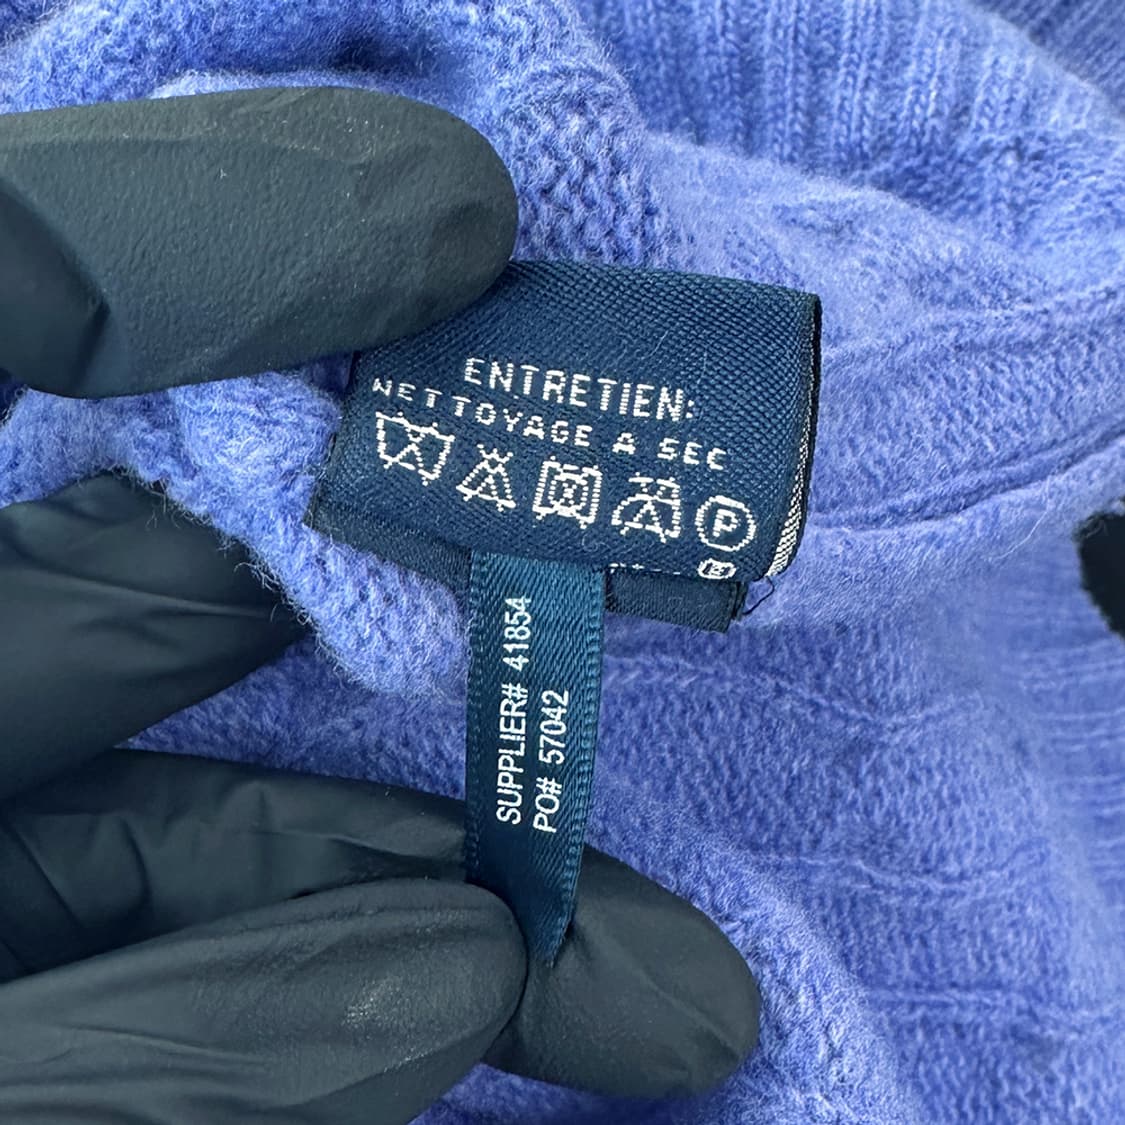 ENTRETIEN:
NETTOYAGE A SEC
P
SUPPLIER# 41854
PO# 57042